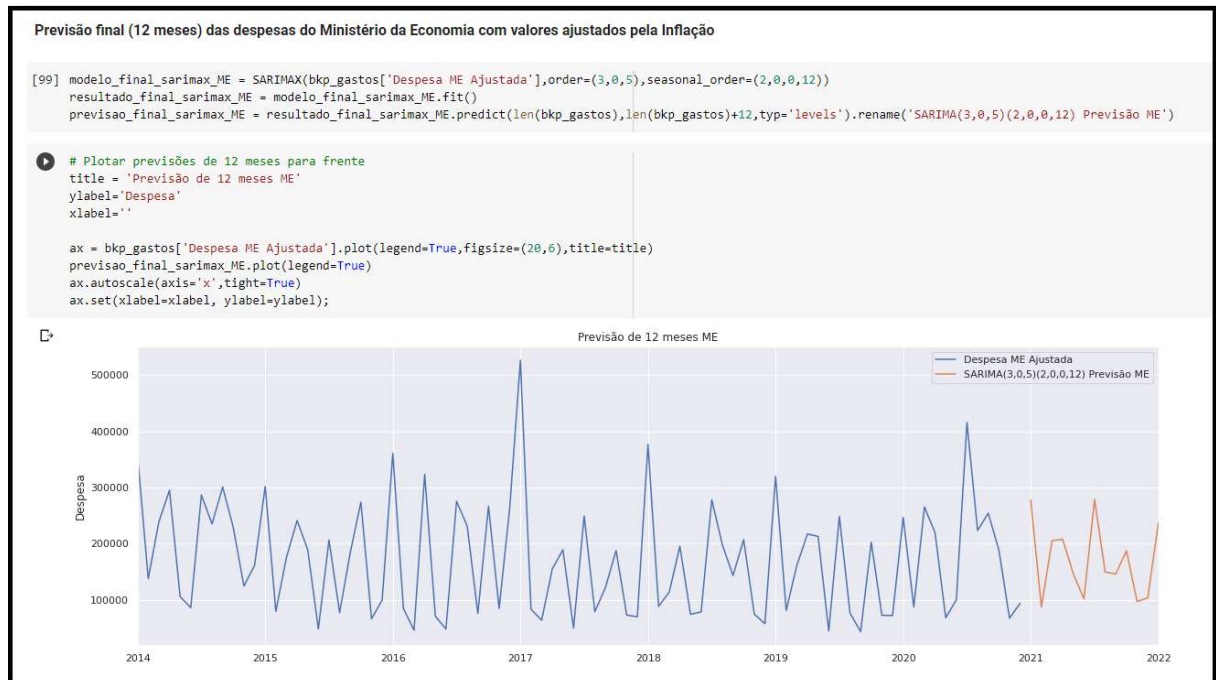 Previsão final (12 meses) das despesas do Ministério da Economia com valores ajustados pela Inflação
[99] modelo_final_sarimax_ME = SARIMAX(bkp_gastos['Despesa ME Ajustada'],order=(3,0,5),seasonal_order=(2,0,0,12))
resultado_final_sarimax_ME = modelo_final_sarimax_ME.fit()
previsao_final_sarimax_ME = resultado_final_sarimax_ME.predict(len(bkp_gastos),len(bkp_gastos)+12,typ='levels').rename('SARIMA(3,0,5)(2,0,0,12) Previsão ME')
# Plotar previsões de 12 meses para frente
title = 'Previsão de 12 meses ME'
ylabel='Despesa'
xlabel=''
ax = bkp_gastos['Despesa ME Ajustada'].plot(legend=True,figsize=(20,6),title=title)
previsao_final_sarimax_ME.plot(legend=True)
ax.autoscale(axis='x',tight=True)
ax.set(xlabel=xlabel, ylabel=ylabel);
Previsão de 12 meses ME
Despesa ME Ajustada
SARIMA(3,0,5)(2,0,0,12) Previsão ME
Despesa
500000
400000
300000
200000
100000
2014 2015 2016 2017 2018 2019 2020 2021 2022